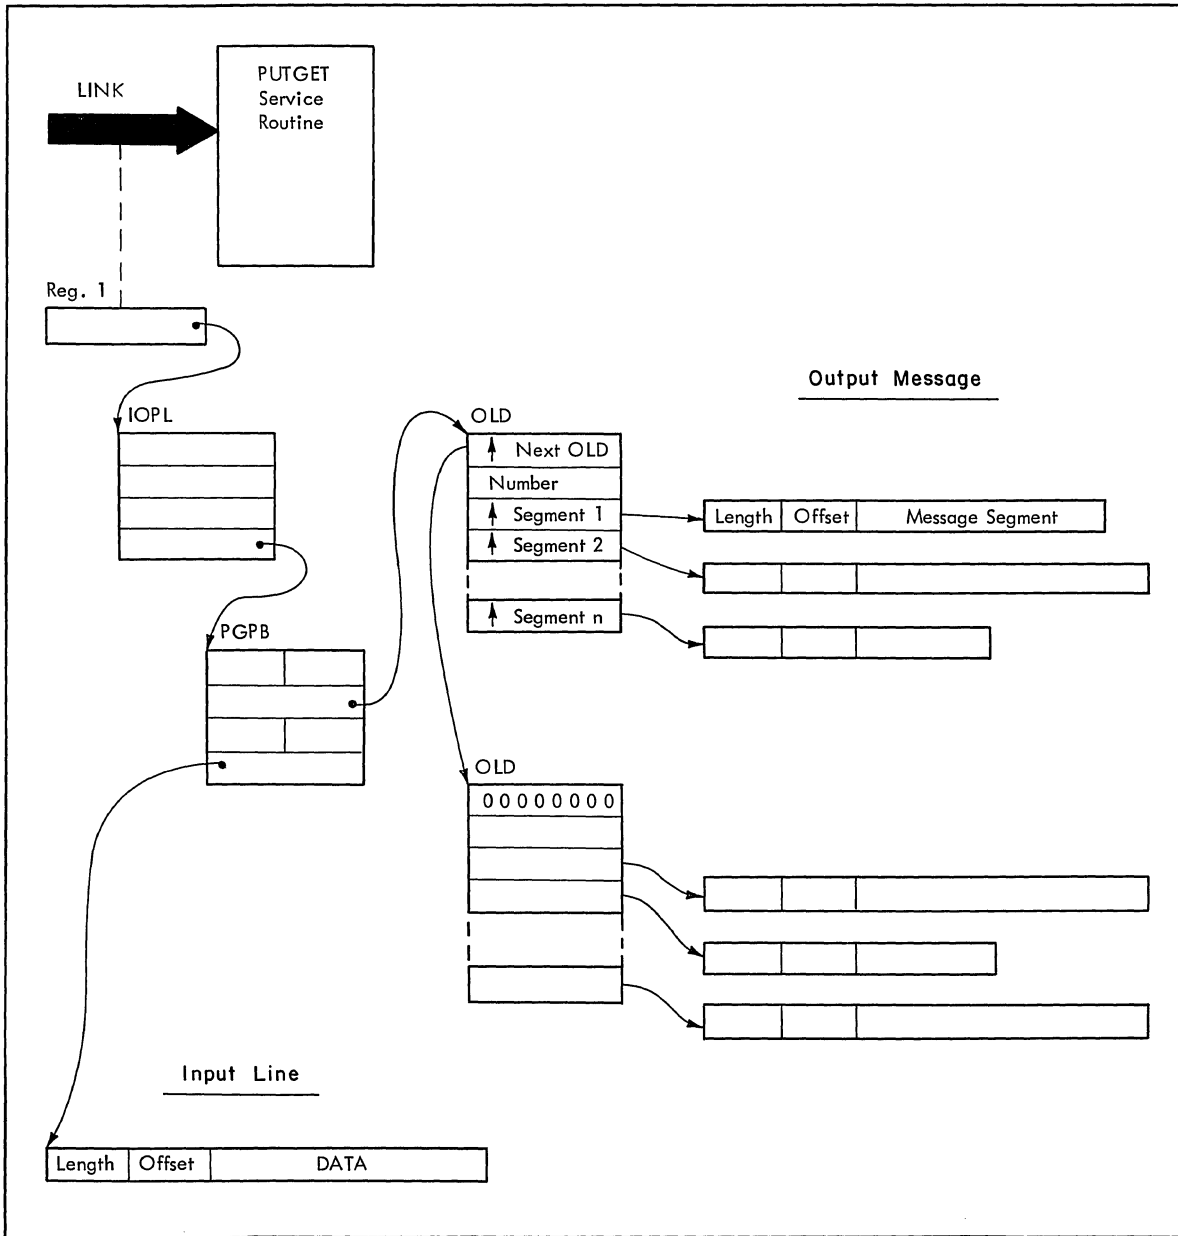 LINK
PUTGET
Service
Routine
Reg. 1
IOPL
PGPB
OLD
Next OLD
Number
Segment 1
Segment 2
Segment n
Output Message
Length Offset Message Segment
OLD
00000000
Input Line
Length Offset DATA